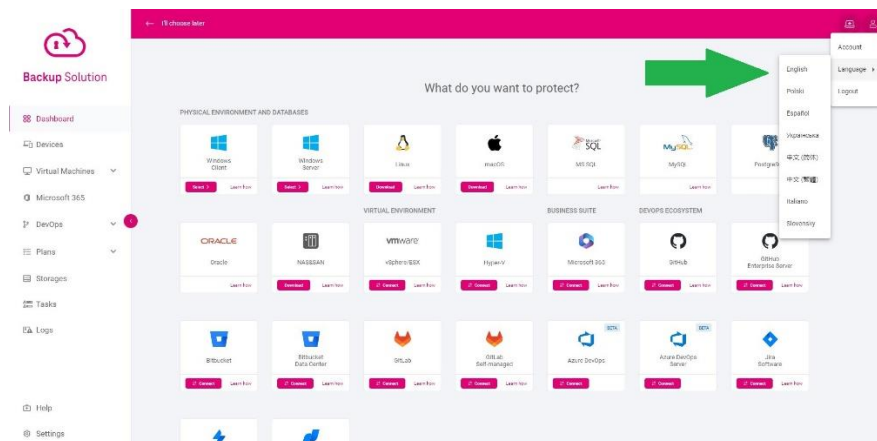 ← I'll choose later
Backup Solution
Dashboard
Devices
Virtual Machines
Microsoft 365
DevOps
Plans
Storages
Tasks
Logs
Help
Settings
Account
Language
Logout
English
Polski
Español
Українська
中文 (简体)
中文 (繁體)
Italiano
Slovensky
What do you want to protect?
PHYSICAL ENVIRONMENT AND DATABASES
Windows
Client
Select >
Learn how
Windows
Server
Select >
Learn how
Linux
Download
Learn how
macOS
Download
Learn how
Microsoft
SQL
MS SQL
Learn how
MySQL
MySQL
Learn how
VIRTUAL ENVIRONMENT
BUSINESS SUITE
DEVOPS ECOSYSTEM
ORACLE
Oracle
Learn how
NAS&SAN
Download
Learn how
vmware
vSphere/ESX
Connect
Learn how
Hyper-V
Connect
Learn how
Microsoft 365
Connect
Learn how
GitHub
Connect
Learn how
GitHub
Enterprise Server
Connect
Learn how
Bitbucket
Connect
Learn how
Bitbucket
Data Center
Connect
Learn how
GitLab
Connect
Learn how
GitLab
Self-managed
Connect
Learn how
BETA
Azure DevOps
Connect
Learn how
BETA
Azure DevOps
Server
Connect
Learn how
Jira
Software
Connect
Learn how